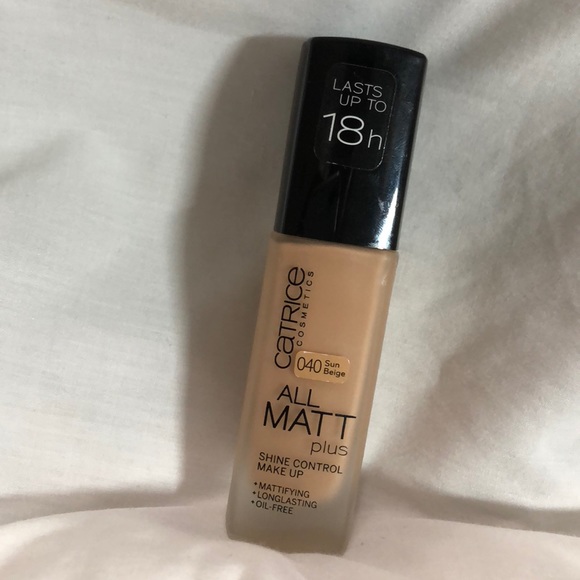 LASTS
UP TO
18h
CATRICE
COSMETICS
040 Sun
Beige
ALL
MATT
plus
SHINE CONTROL
MAKE UP
*MATTIFYING
*LONGLASTING
*OIL-FREE